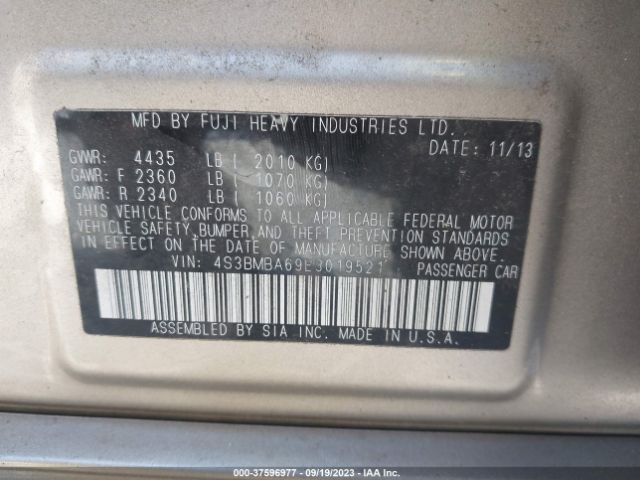 MFD BY FUJI HEAVY INDUSTRIES LTD.
DATE: 11/13
GVWR: 4435 LB ( 2010 KG)
GAWR: F 2360 LB ( 1070 KG)
GAWR: R 2340 LB ( 1060 KG)
THIS VEHICLE CONFORMS TO ALL APPLICABLE FEDERAL MOTOR
VEHICLE SAFETY, BUMPER, AND THEFT PREVENTION STANDARDS
IN EFFECT ON THE DATE OF MANUFACTURE SHOWN ABOVE.
VIN: 4S3BMBA69E3019521 PASSENGER CAR
ASSEMBLED BY SIA INC. MADE IN U.S.A.
000-37596977 - 09/19/2023 - IAA Inc.